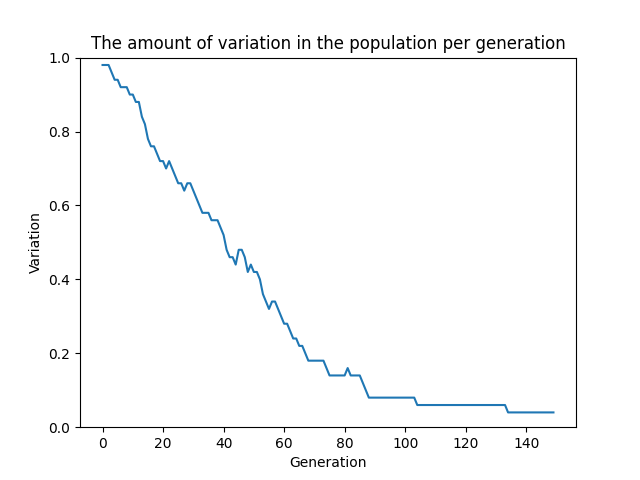 The amount of variation in the population per generation
1.0
0.8
0.6
0.4
0.2
0.0
Variation
0 20 40 60 80 100 120 140
Generation